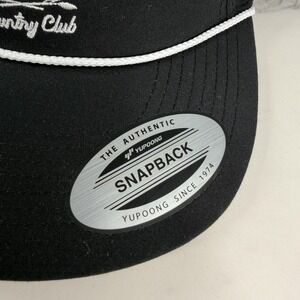 Country Club
THE AUTHENTIC
YUPOONG
SNAPBACK
YUPOONG SINCE 1974